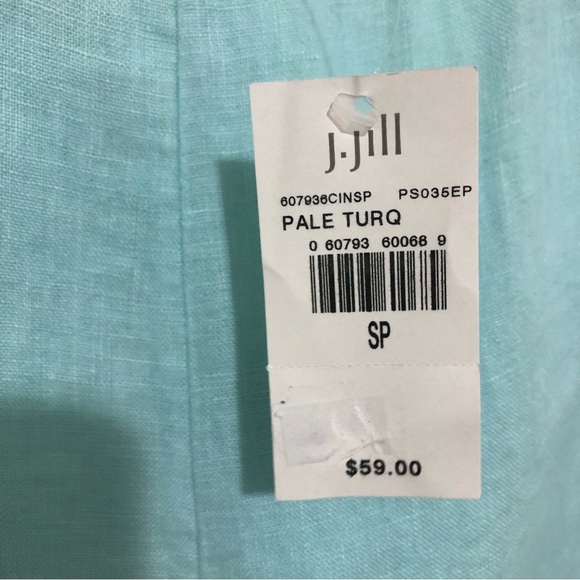 J.Jill
607936CINSP PS035EP
PALE TURQ
0 60793 60068 9
SP
$59.00